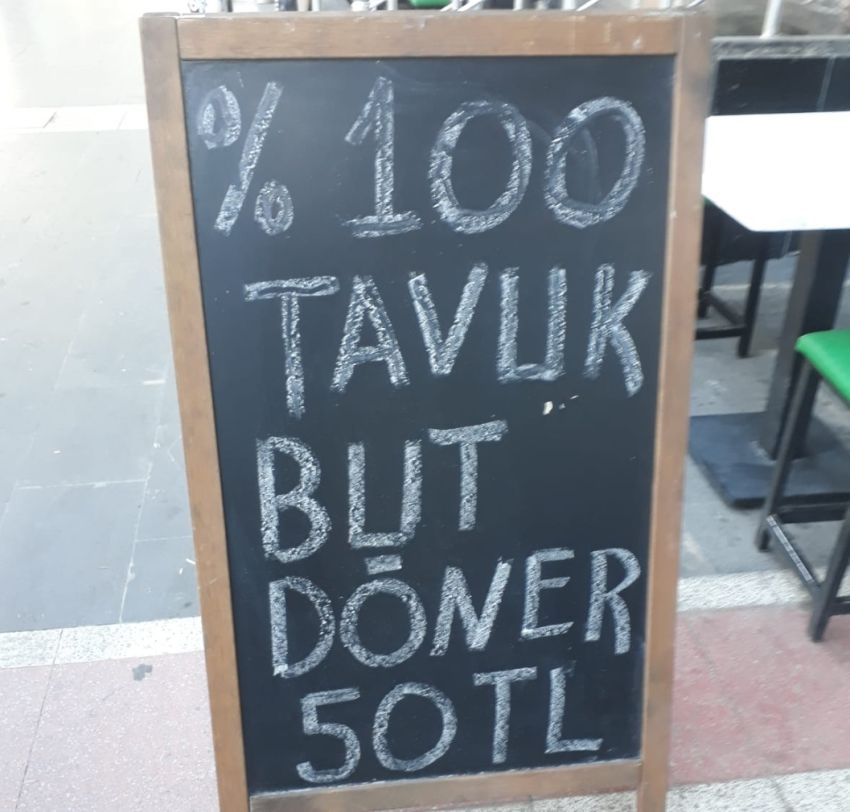 % 100
TAVUK
BUT
DÖNER
50TL